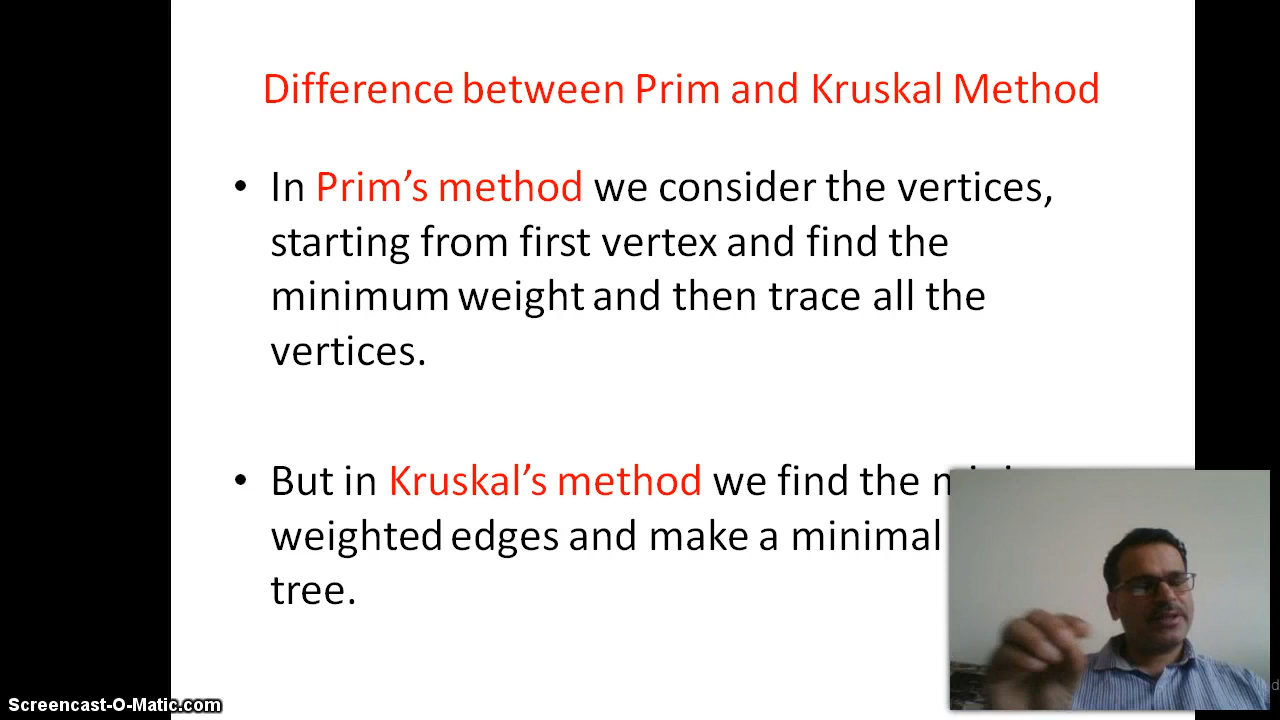 Difference between Prim and Kruskal Method
• In Prim’s method we consider the vertices,
starting from first vertex and find the
minimum weight and then trace all the
vertices.
• But in Kruskal’s method we find the
weighted edges and make a minimal
tree.
Screencast-O-Matic.com